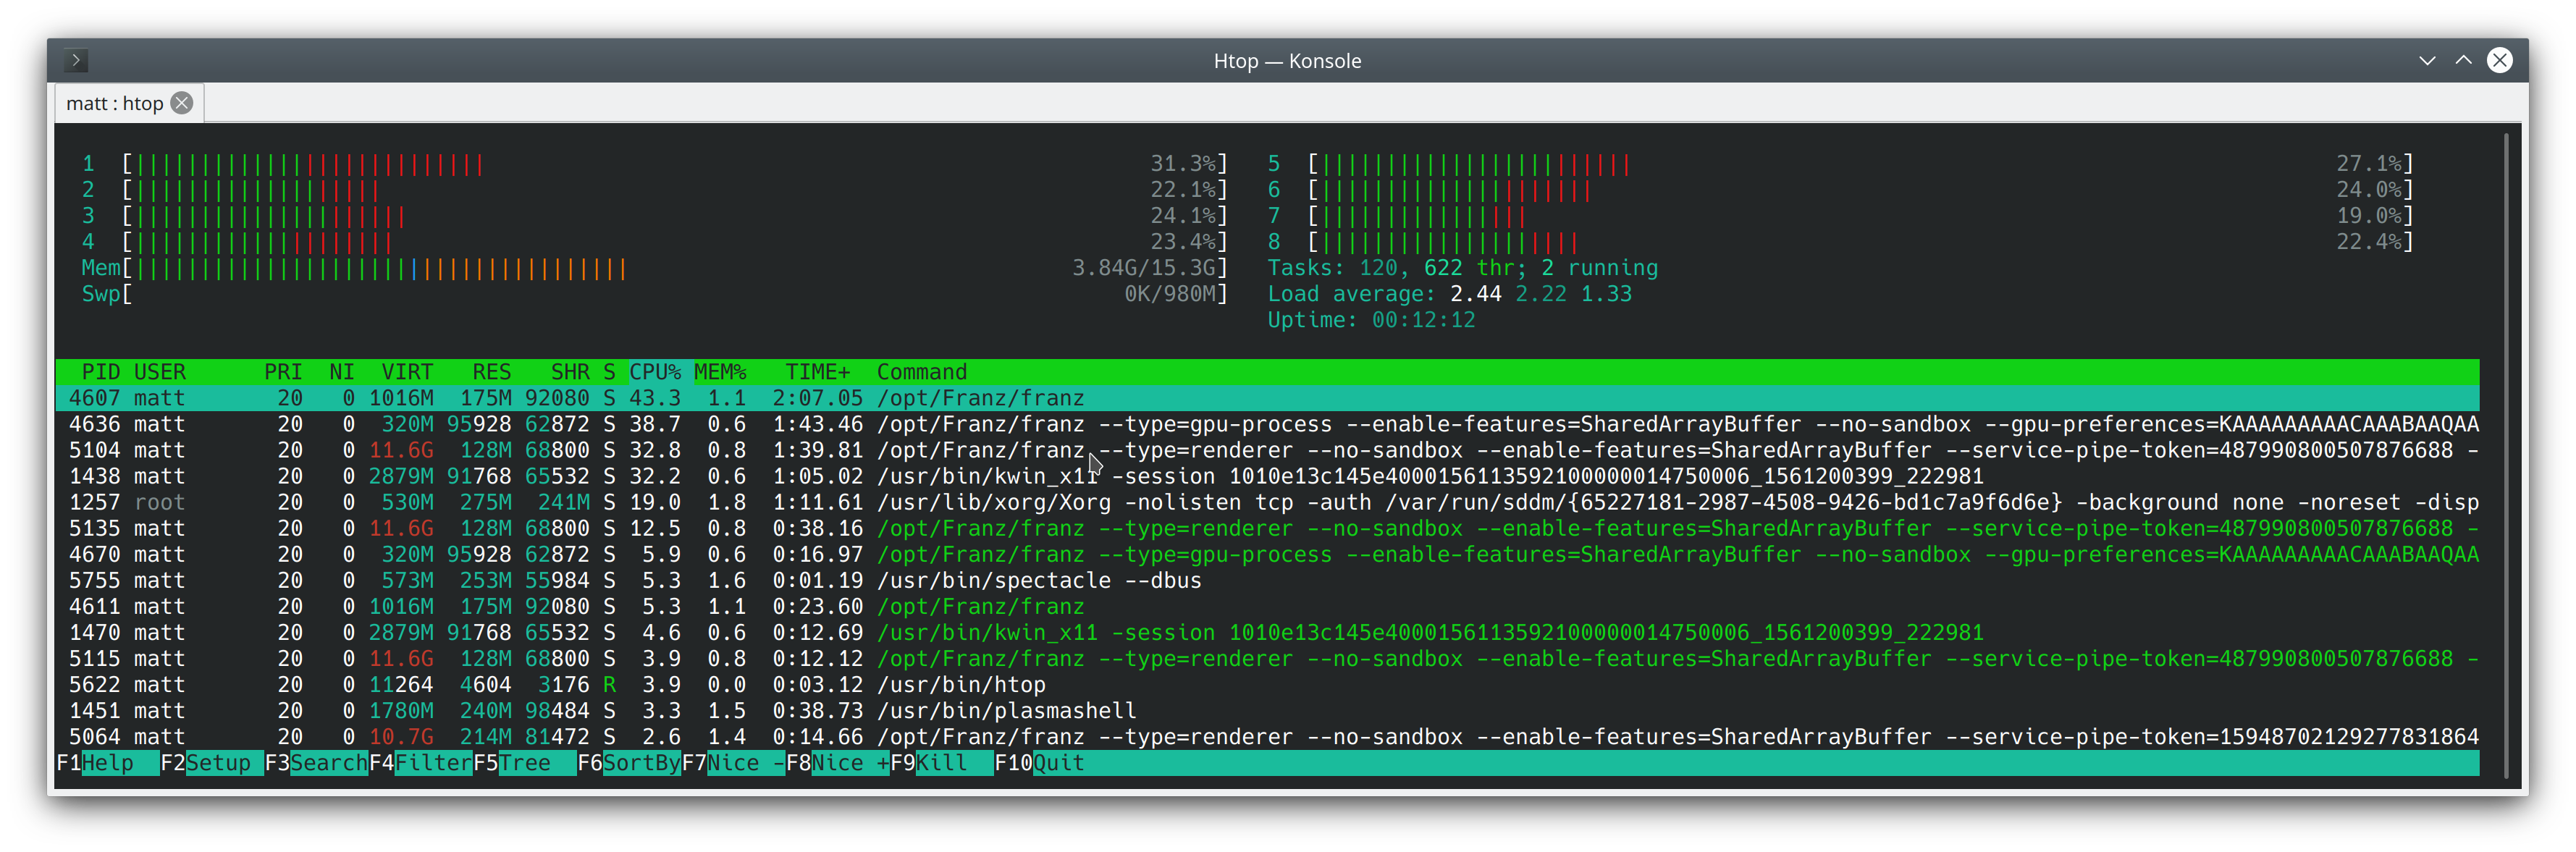 Htop — Konsole
matt : htop
1 [|||||||||||||||||||||||||||31.3%] 5 [||||||||||||||||||||||||27.1%]
2 [|||||||||||||||||||22.1%] 6 [|||||||||||||||||||||24.0%]
3 [|||||||||||||||||||||24.1%] 7 [||||||||||||||||19.0%]
4 [||||||||||||||||||||23.4%] 8 [||||||||||||||||||||22.4%]
Mem[||||||||||||||||||||||||||||||||||||||3.84G/15.3G] Tasks: 120, 622 thr; 2 running
Swp[ 0K/980M] Load average: 2.44 2.22 1.33
Uptime: 00:12:12
PID USER PRI NI VIRT RES SHR S CPU% MEM% TIME+ Command
4607 matt 20 0 1016M 175M 92080 S 43.3 1.1 2:07.05 /opt/Franz/franz
4636 matt 20 0 320M 95928 62872 S 38.7 0.6 1:43.46 /opt/Franz/franz --type=gpu-process --enable-features=SharedArrayBuffer --no-sandbox --gpu-preferences=KAAAAAAAAACAAABAAQAA
5104 matt 20 0 11.6G 128M 68800 S 32.8 0.8 1:39.81 /opt/Franz/franz --type=renderer --no-sandbox --enable-features=SharedArrayBuffer --service-pipe-token=487990800507876688 -
1438 matt 20 0 2879M 91768 65532 S 32.2 0.6 1:05.02 /usr/bin/kwin_x11 -session 1010e13c145e4000156113592100000014750006_1561200399_222981
1257 root 20 0 530M 275M 241M S 19.0 1.8 1:11.61 /usr/lib/xorg/Xorg -nolisten tcp -auth /var/run/sddm/{65227181-2987-4508-9426-bd1c7a9f6d6e} -background none -noreset -disp
5135 matt 20 0 11.6G 128M 68800 S 12.5 0.8 0:38.16 /opt/Franz/franz --type=renderer --no-sandbox --enable-features=SharedArrayBuffer --service-pipe-token=487990800507876688 -
4670 matt 20 0 320M 95928 62872 S 5.9 0.6 0:16.97 /opt/Franz/franz --type=gpu-process --enable-features=SharedArrayBuffer --no-sandbox --gpu-preferences=KAAAAAAAAACAAABAAQAA
5755 matt 20 0 573M 253M 55984 S 5.3 1.6 0:01.19 /usr/bin/spectacle --dbus
4611 matt 20 0 1016M 175M 92080 S 5.3 1.1 0:23.60 /opt/Franz/franz
1470 matt 20 0 2879M 91768 65532 S 4.6 0.6 0:12.69 /usr/bin/kwin_x11 -session 1010e13c145e4000156113592100000014750006_1561200399_222981
5115 matt 20 0 11.6G 128M 68800 S 3.9 0.8 0:12.12 /opt/Franz/franz --type=renderer --no-sandbox --enable-features=SharedArrayBuffer --service-pipe-token=487990800507876688 -
5622 matt 20 0 11264 4604 3176 R 3.9 0.0 0:03.12 /usr/bin/htop
1451 matt 20 0 1780M 240M 98484 S 3.3 1.5 0:38.73 /usr/bin/plasmashell
5064 matt 20 0 10.7G 214M 81472 S 2.6 1.4 0:14.66 /opt/Franz/franz --type=renderer --no-sandbox --enable-features=SharedArrayBuffer --service-pipe-token=15948702129277831864
F1Help F2Setup F3SearchF4FilterF5Tree F6SortByF7Nice -F8Nice +F9Kill F10Quit